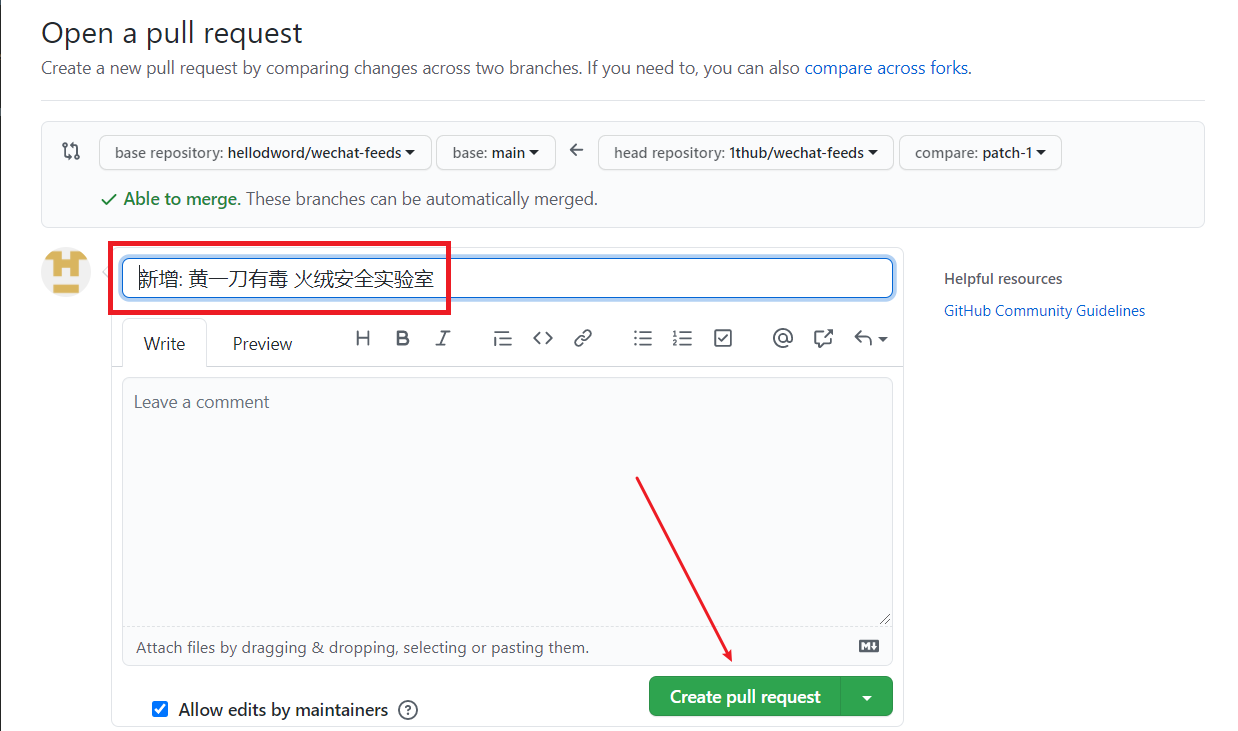 Open a pull request
Create a new pull request by comparing changes across two branches. If you need to, you can also compare across forks.
base repository: hellodword/wechat-feeds base: main head repository: 1thub/wechat-feeds compare: patch-1
Able to merge. These branches can be automatically merged.
新增: 黄一刀有毒 火绒安全实验室
Helpful resources
GitHub Community Guidelines
Write Preview
Leave a comment
Attach files by dragging & dropping, selecting or pasting them.
Create pull request
Allow edits by maintainers